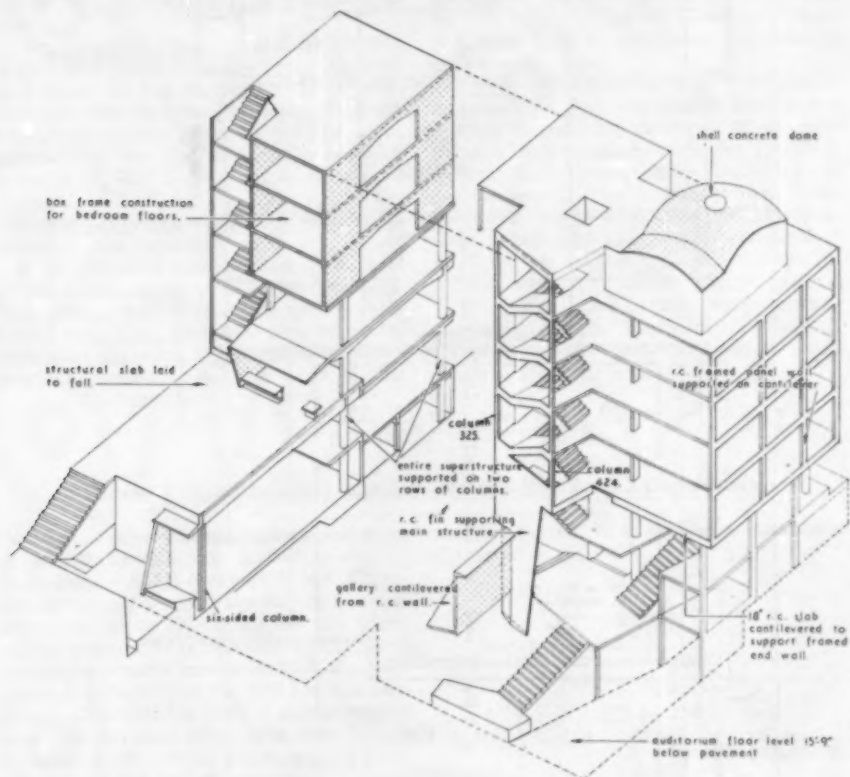 shell concrete dome
box frame construction
for bedroom floors.
structural slab laid
to fall.
r.c. framed panel wall
supported on cantilever
column
325.
column
424.
entire superstructure
supported on two
rows of columns.
r.c. fin supporting
main structure
gallery cantilevered
from r.c. wall.
six-sided column.
18" r.c. slab
cantilevered to
support framed
end wall
auditorium floor level 15'-9"
below pavement